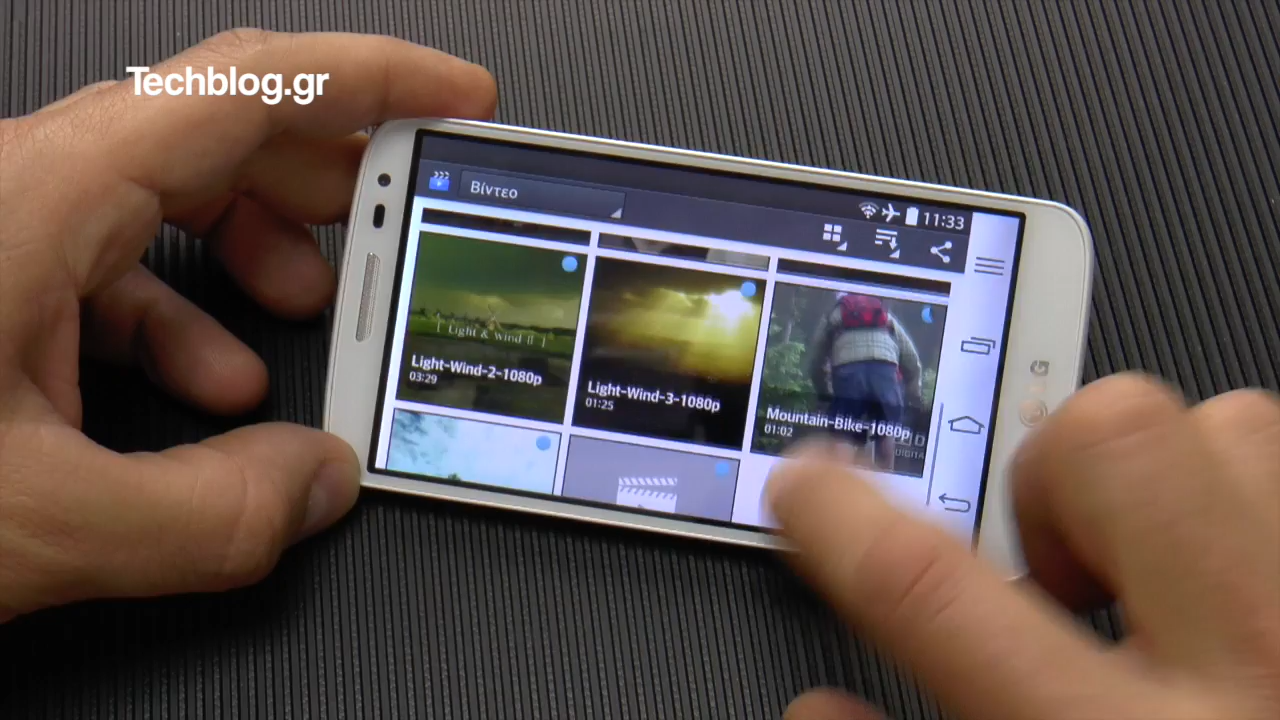 Techblog.gr
Βίντεο
11:33
Light & wind II
Light-Wind-2-1080p
03:29
Light-Wind-3-1080p
01:25
Mountain-Bike-1080p
01:02
LG